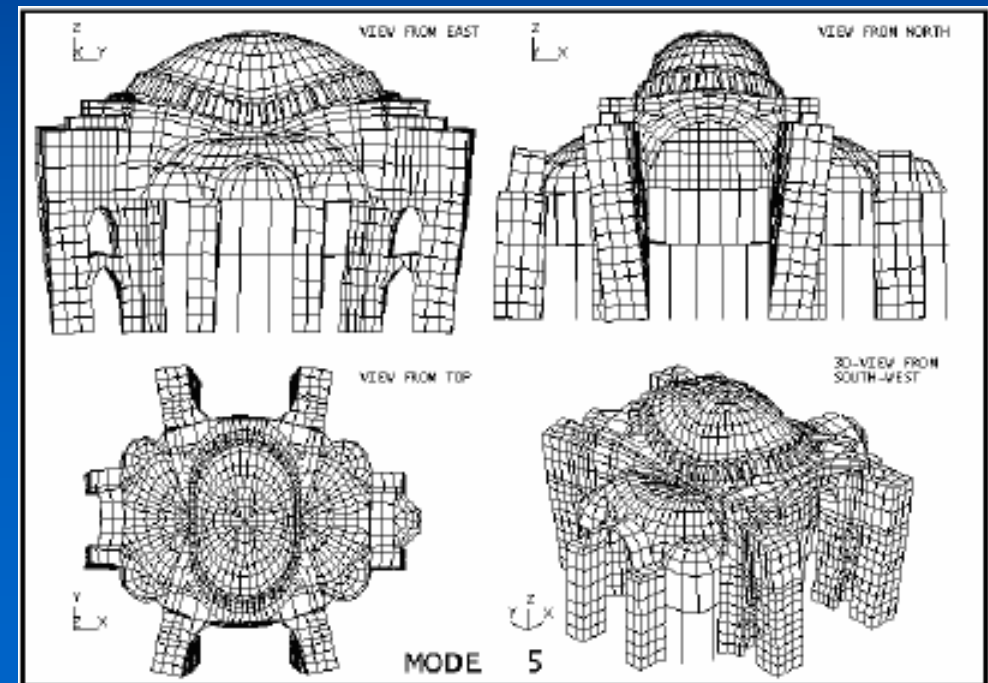 Z
X Y
VIEW FROM EAST
Z
Y X
VIEW FROM NORTH
VIEW FROM TOP
Y
Z X
3D-VIEW FROM
SOUTH-WEST
Z
Y X
MODE 5